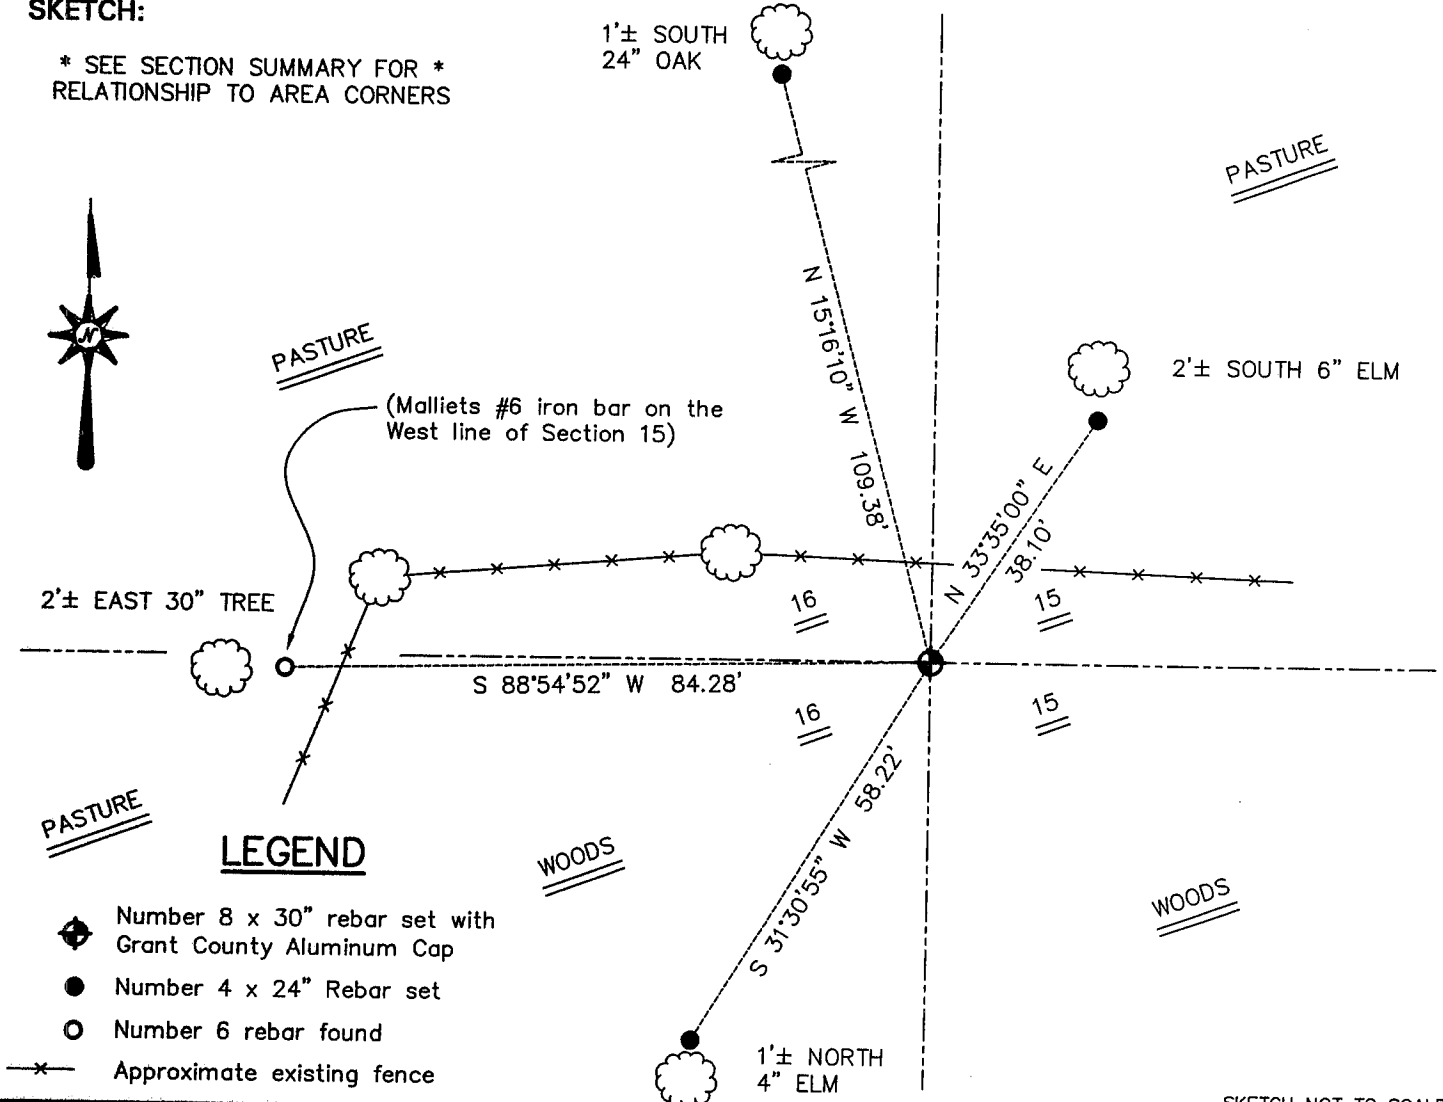 SKETCH:
* SEE SECTION SUMMARY FOR *
RELATIONSHIP TO AREA CORNERS
1'± SOUTH
24" OAK
PASTURE
N 15°16'10" W 109.38'
PASTURE
2'± SOUTH 6" ELM
(Malliets #6 iron bar on the
West line of Section 15)
N 33°35'00" E
38.10'
2'± EAST 30" TREE
16
15
S 88°54'52" W 84.28'
16
15
S 31°30'55" W 58.22'
PASTURE
WOODS
WOODS
LEGEND
Number 8 x 30" rebar set with
Grant County Aluminum Cap
Number 4 x 24" Rebar set
Number 6 rebar found
Approximate existing fence
1'± NORTH
4" ELM
N